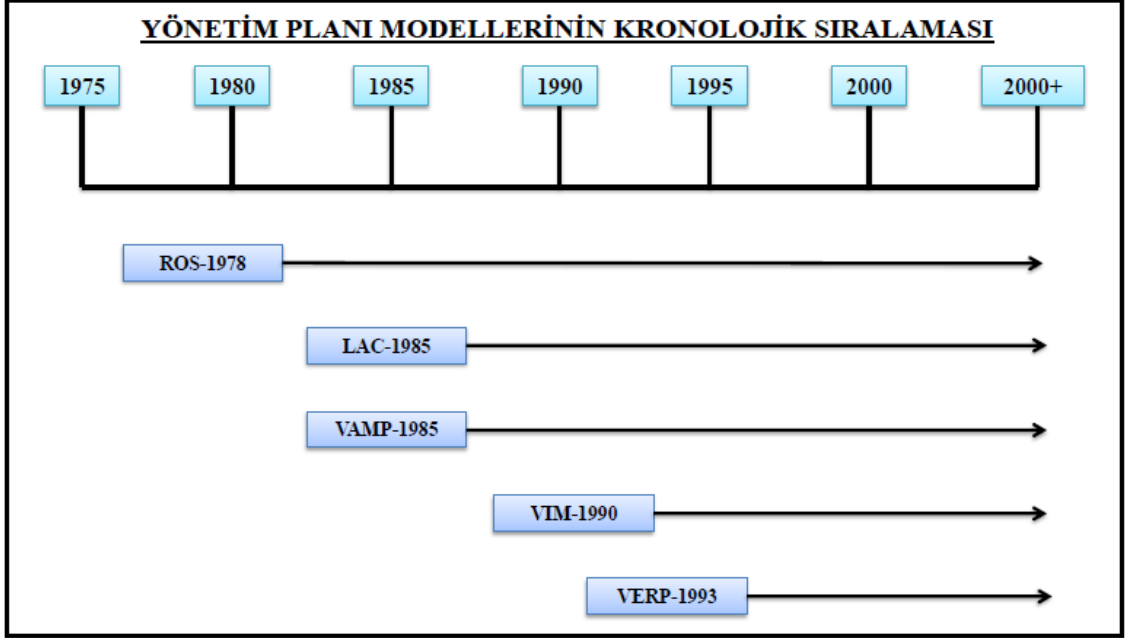 YÖNETİM PLANI MODELLERİNİN KRONOLOJİK SIRALAMASI
1975 1980 1985 1990 1995 2000 2000+
ROS-1978
LAC-1985
VAMP-1985
VIM-1990
VERP-1993